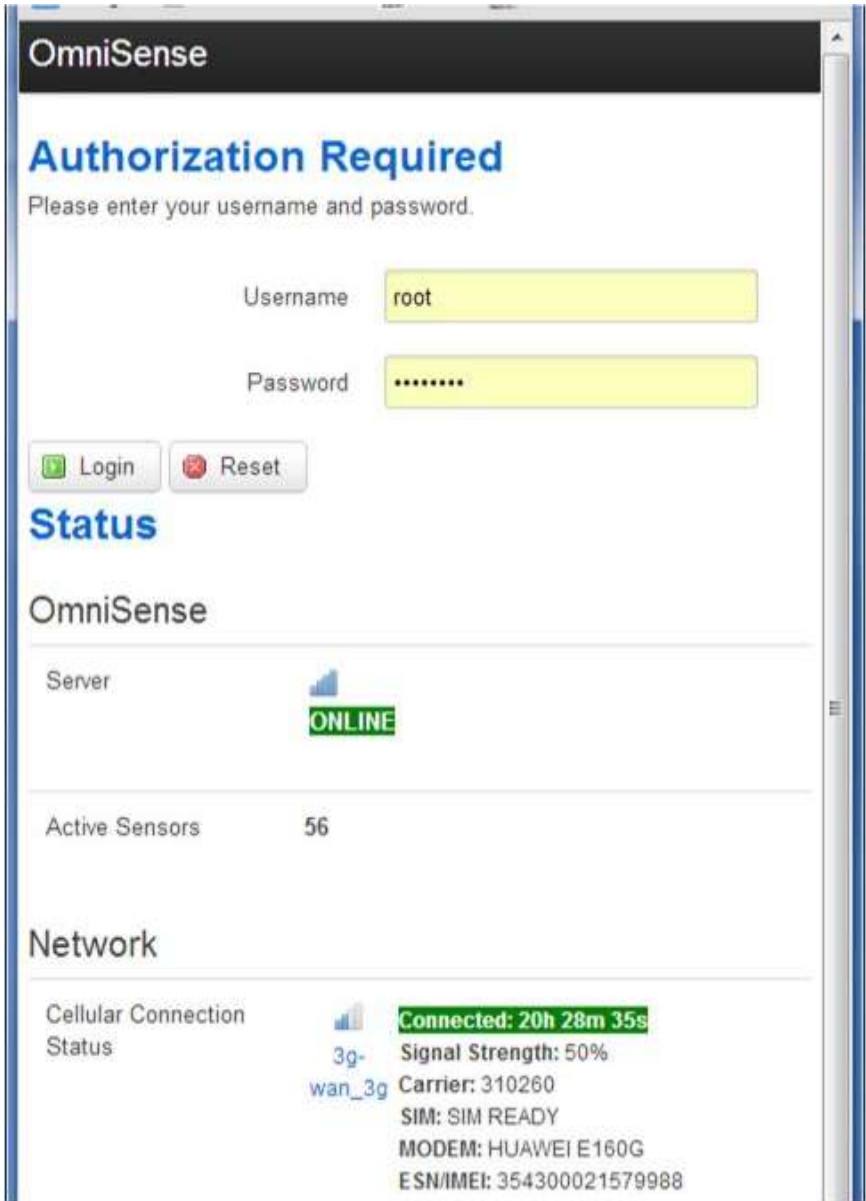 OmniSense
Authorization Required
Please enter your username and password.
Username root
Password ••••••••
Login Reset
Status
OmniSense
Server
ONLINE
Active Sensors 56
Network
Cellular Connection Status
3g-wan_3g
Connected: 20h 28m 35s
Signal Strength: 50%
Carrier: 310260
SIM: SIM READY
MODEM: HUAWEI E160G
ESN/IMEI: 354300021579988